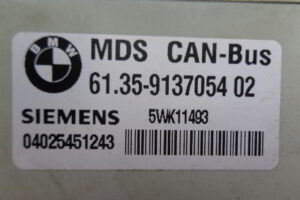 BMW
MDS CAN-Bus
61.35-9137054 02
SIEMENS 5WK11493
04025451243